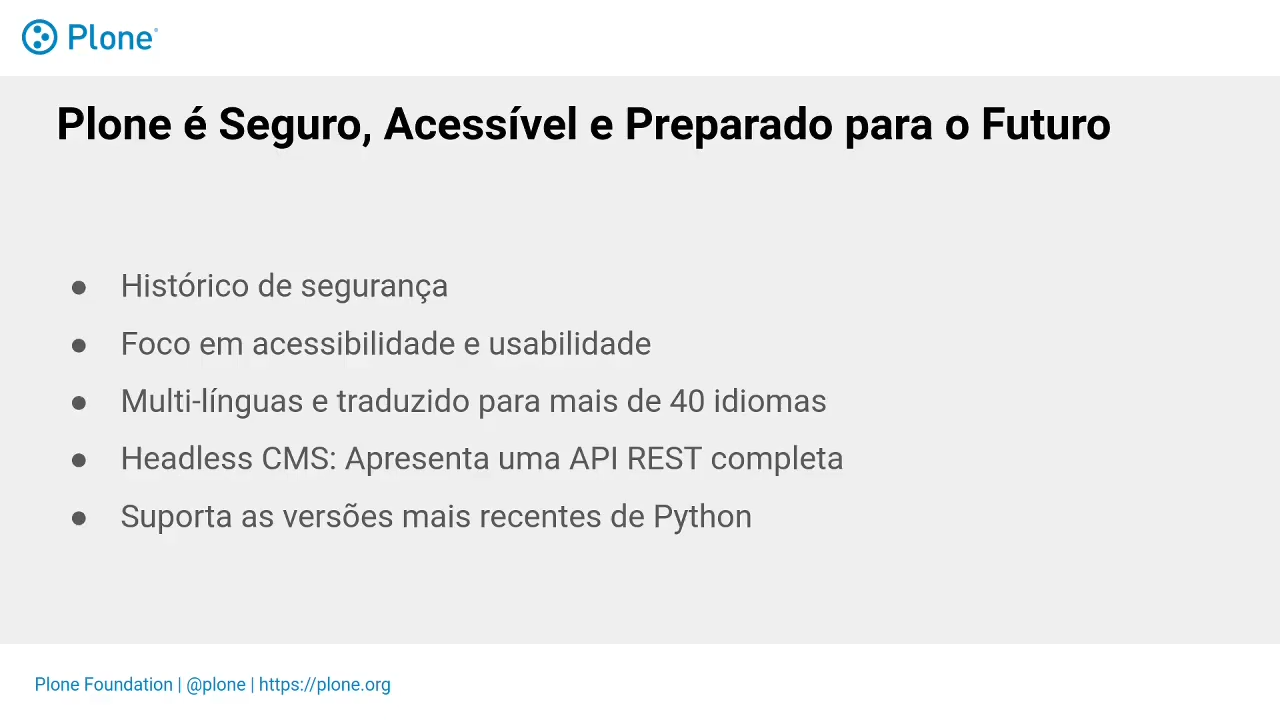 Plone®
Plone é Seguro, Acessível e Preparado para o Futuro
● Histórico de segurança
● Foco em acessibilidade e usabilidade
● Multi-línguas e traduzido para mais de 40 idiomas
● Headless CMS: Apresenta uma API REST completa
● Suporta as versões mais recentes de Python
Plone Foundation | @plone | https://plone.org